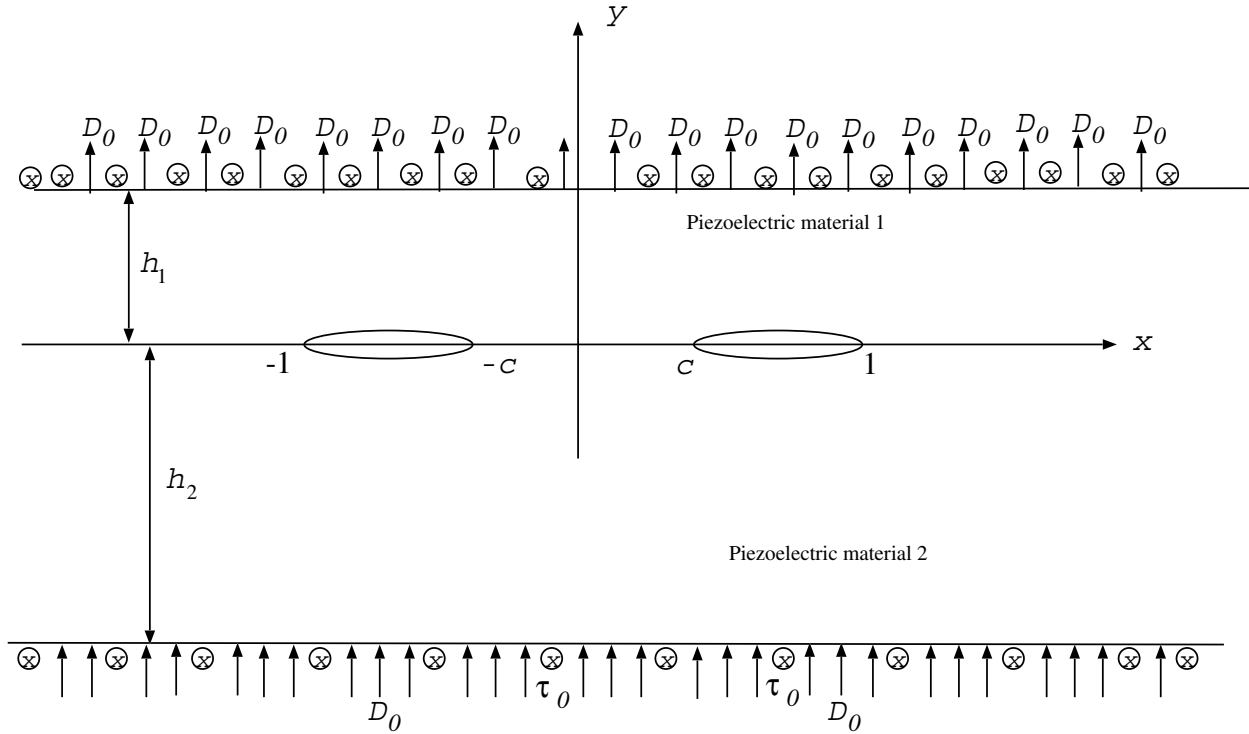 y
D₀ D₀ D₀ D₀ D₀ D₀ D₀ D₀ D₀ D₀ D₀ D₀ D₀ D₀ D₀ D₀ D₀ D₀
x x x x x x x x x x x x x x x x x x x x
Piezoelectric material 1
h₁
x
-1 -c c 1
h₂
Piezoelectric material 2
x x x x x x x x x x x x
τ₀ τ₀
D₀ D₀